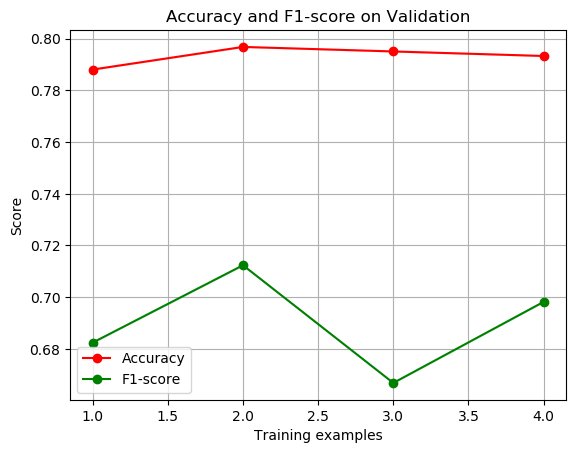 Accuracy and F1-score on Validation
0.80
0.78
0.76
0.74
0.72
0.70
0.68
Score
Accuracy
F1-score
1.0 1.5 2.0 2.5 3.0 3.5 4.0
Training examples